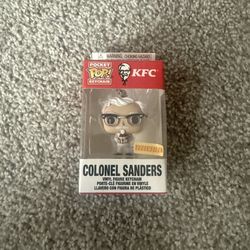 ⚠ WARNING: CHOKING HAZARD
POCKET
POP!
KEYCHAIN
KFC
COLONEL SANDERS
VINYL FIGURE KEYCHAIN
PORTE-CLÉ FIGURINE EN VINYLE
LLAVERO CON FIGURA DE PLÁSTICO